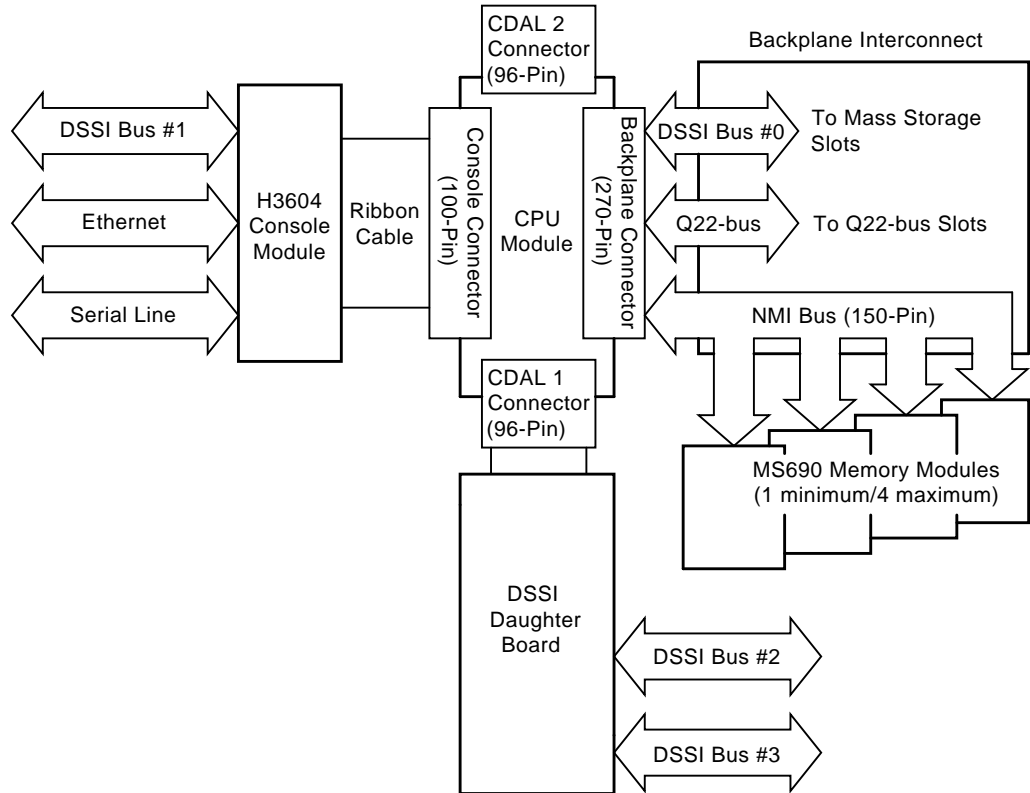 CDAL 2
Connector
(96-Pin)
Backplane Interconnect
DSSI Bus #1
Ethernet
Serial Line
H3604
Console
Module
Ribbon
Cable
Console Connector
(100-Pin)
CPU
Module
Backplane Connector
(270-Pin)
DSSI Bus #0
To Mass Storage
Slots
Q22-bus
To Q22-bus Slots
NMI Bus (150-Pin)
CDAL 1
Connector
(96-Pin)
MS690 Memory Modules
(1 minimum/4 maximum)
DSSI
Daughter
Board
DSSI Bus #2
DSSI Bus #3